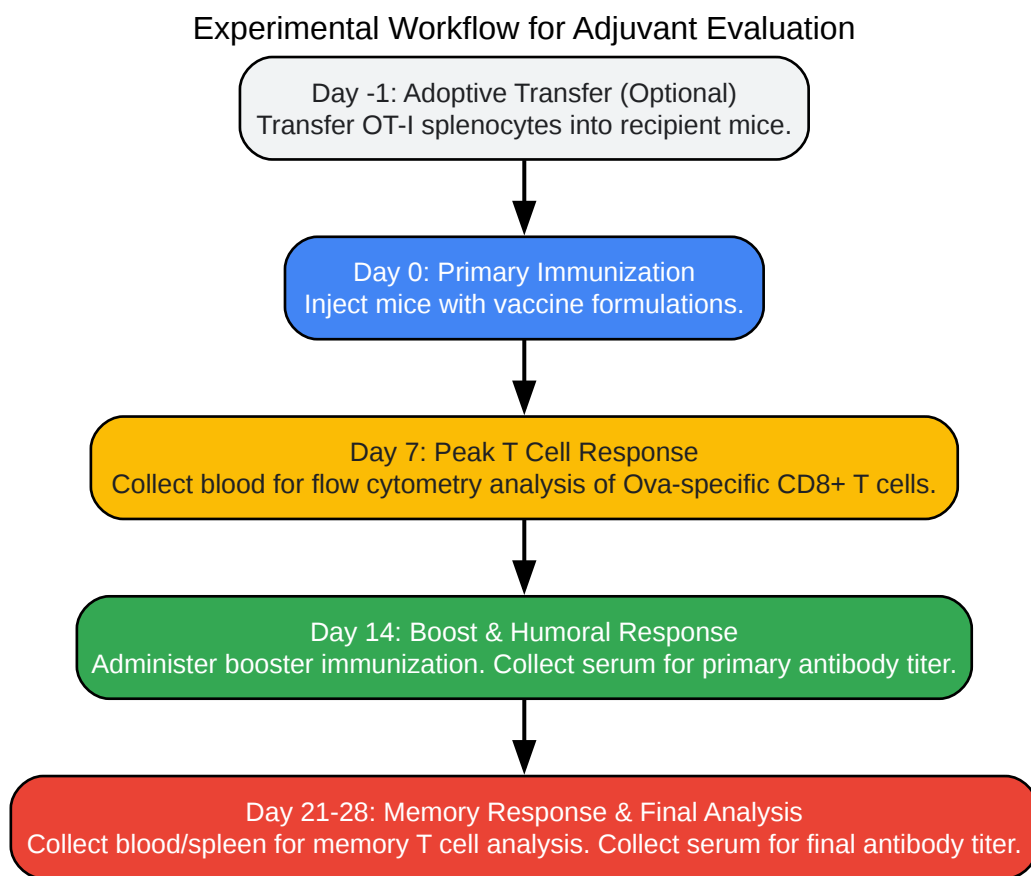 Experimental Workflow for Adjuvant Evaluation
Day -1: Adoptive Transfer (Optional)
Transfer OT-I splenocytes into recipient mice.
Day 0: Primary Immunization
Inject mice with vaccine formulations.
Day 7: Peak T Cell Response
Collect blood for flow cytometry analysis of Ova-specific CD8+ T cells.
Day 14: Boost & Humoral Response
Administer booster immunization. Collect serum for primary antibody titer.
Day 21-28: Memory Response & Final Analysis
Collect blood/spleen for memory T cell analysis. Collect serum for final antibody titer.